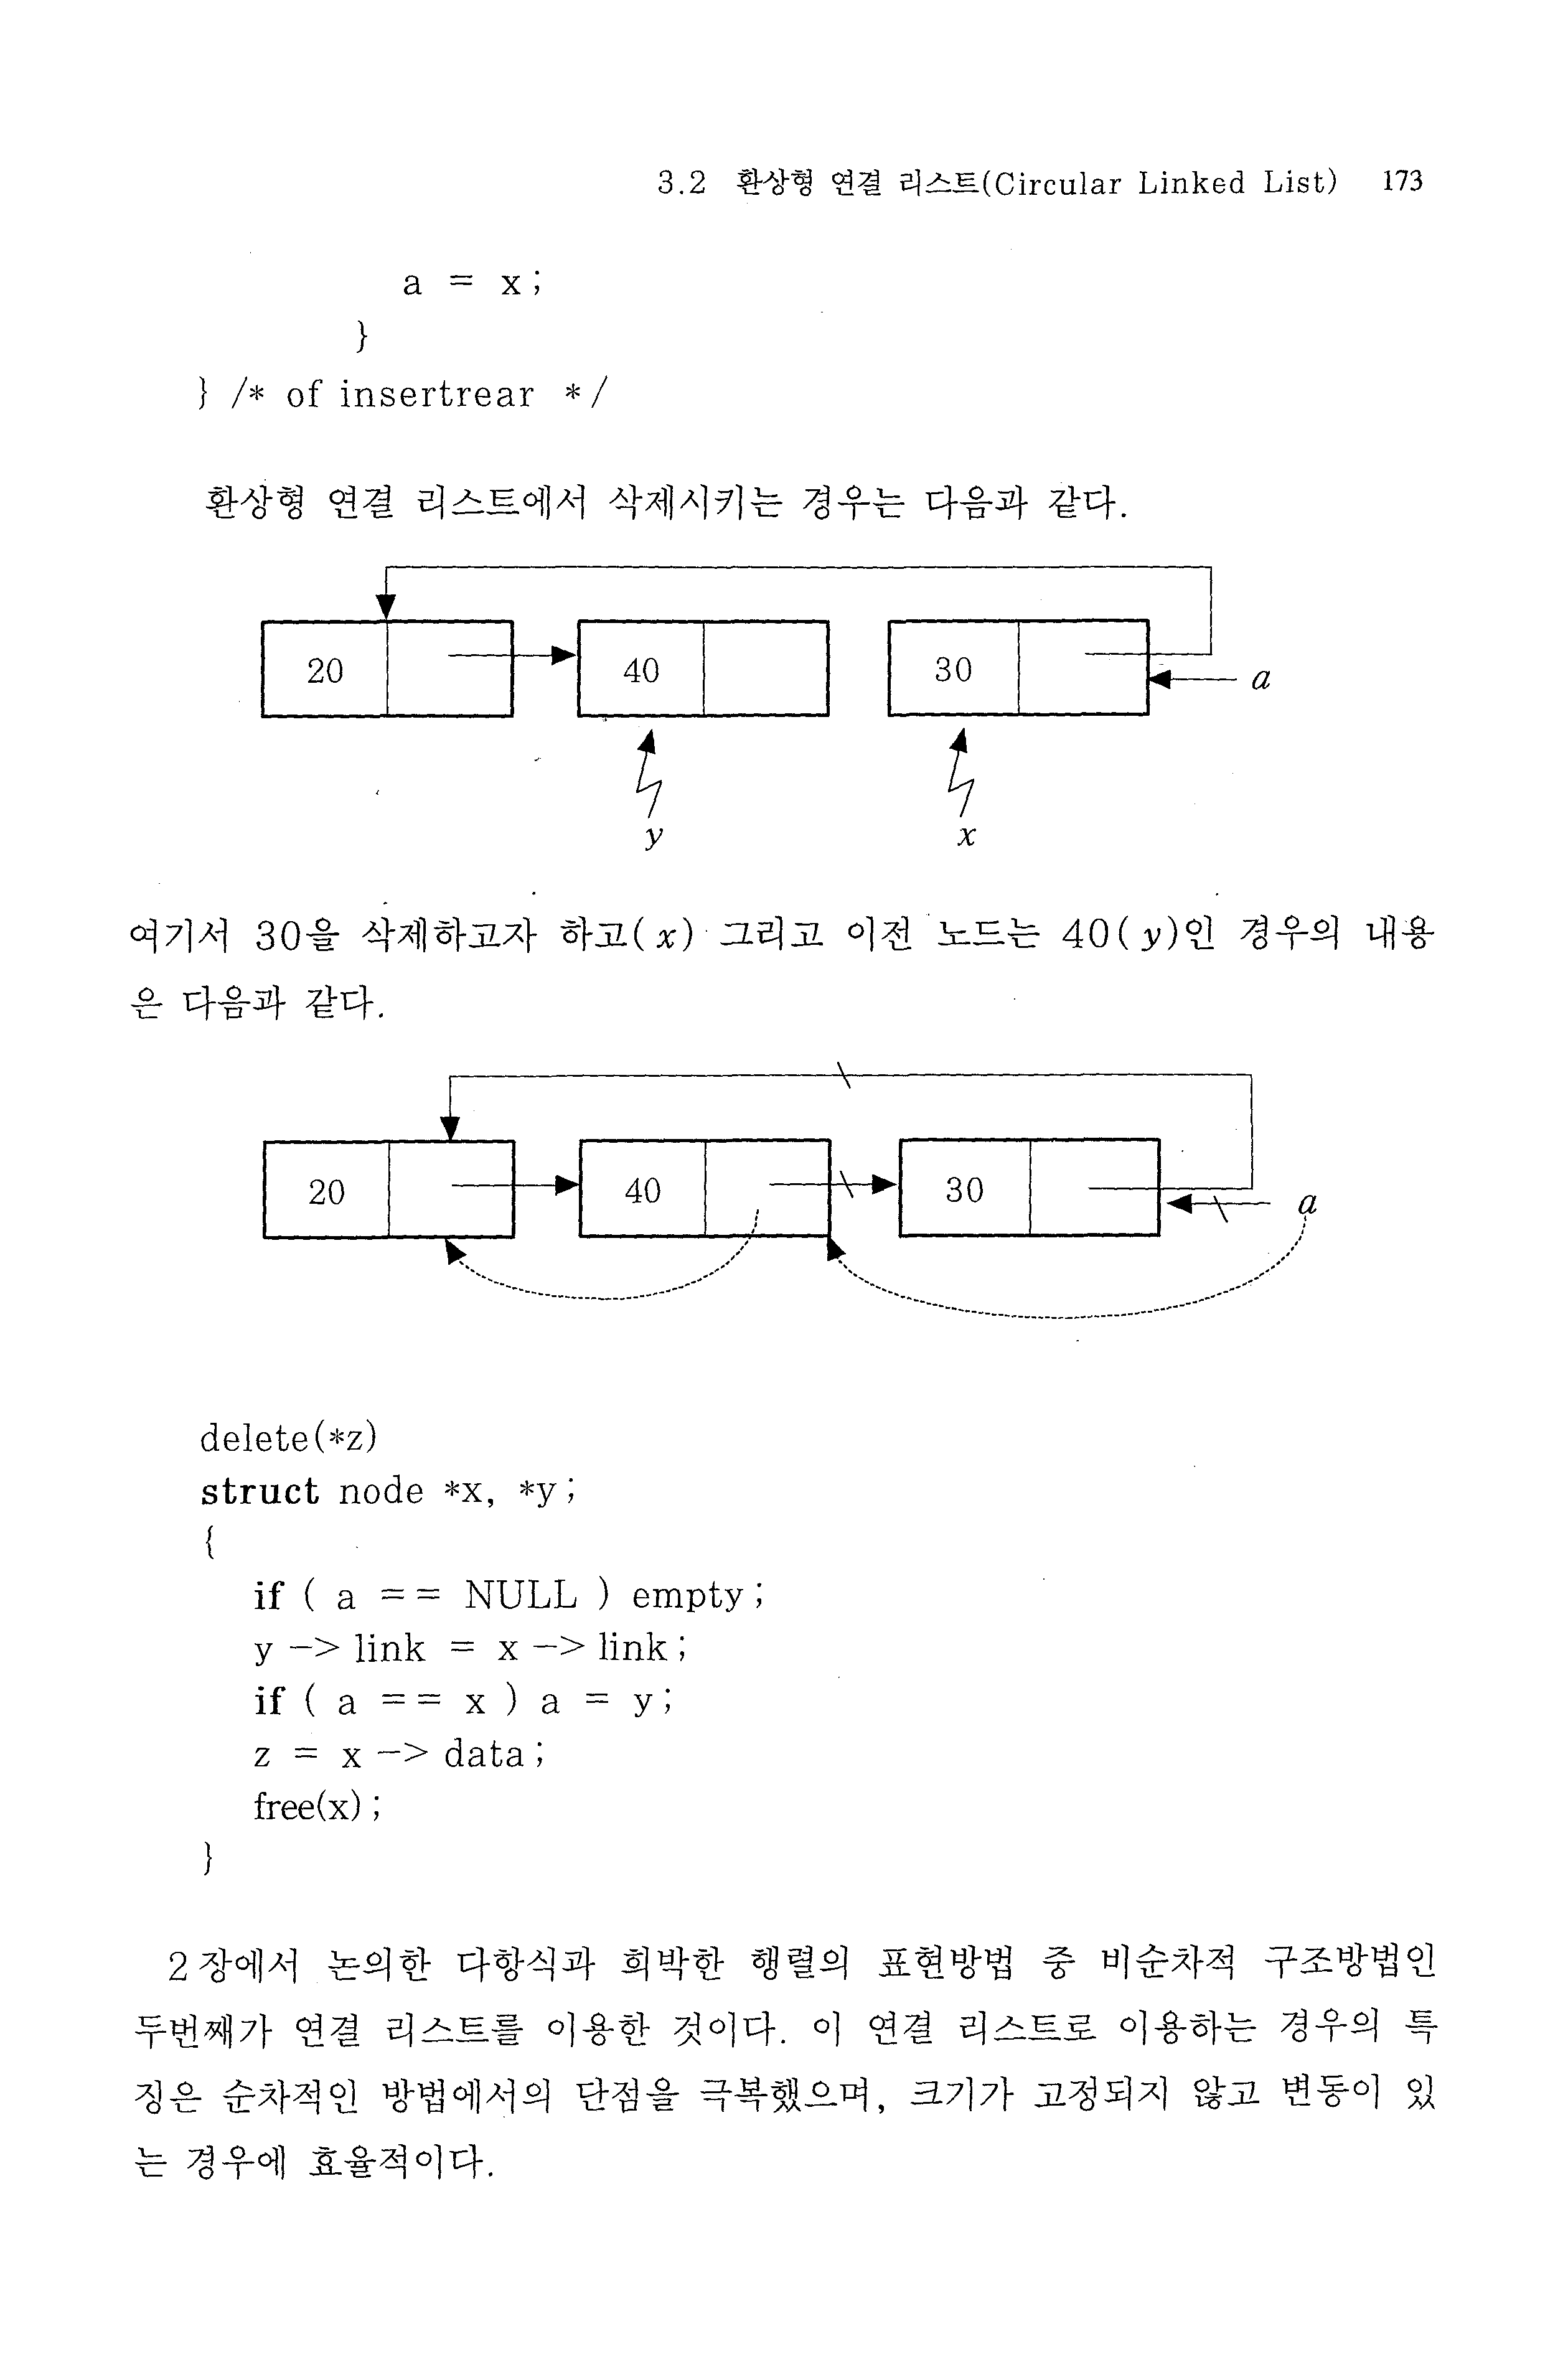 3.2 환상형 연결 리스트(Circular Linked List) 173
a = x;
}
} /* of insertrear */
환상형 연결 리스트에서 삭제시키는 경우는 다음과 같다.
20 40 30 a
y x
여기서 30을 삭제하고자 하고(x) 그리고 이전 노드는 40(y)인 경우의 내용
은 다음과 같다.
20 40 30 a
delete(*z)
struct node *x, *y;
{
if ( a == NULL ) empty;
y -> link = x -> link;
if ( a == x ) a = y;
z = x -> data;
free(x);
}
2장에서 논의한 다항식과 희박한 행렬의 표현방법 중 비순차적 구조방법인
두번째가 연결 리스트를 이용한 것이다. 이 연결 리스트로 이용하는 경우의 특
징은 순차적인 방법에서의 단점을 극복했으며, 크기가 고정되지 않고 변동이 있
는 경우에 효율적이다.